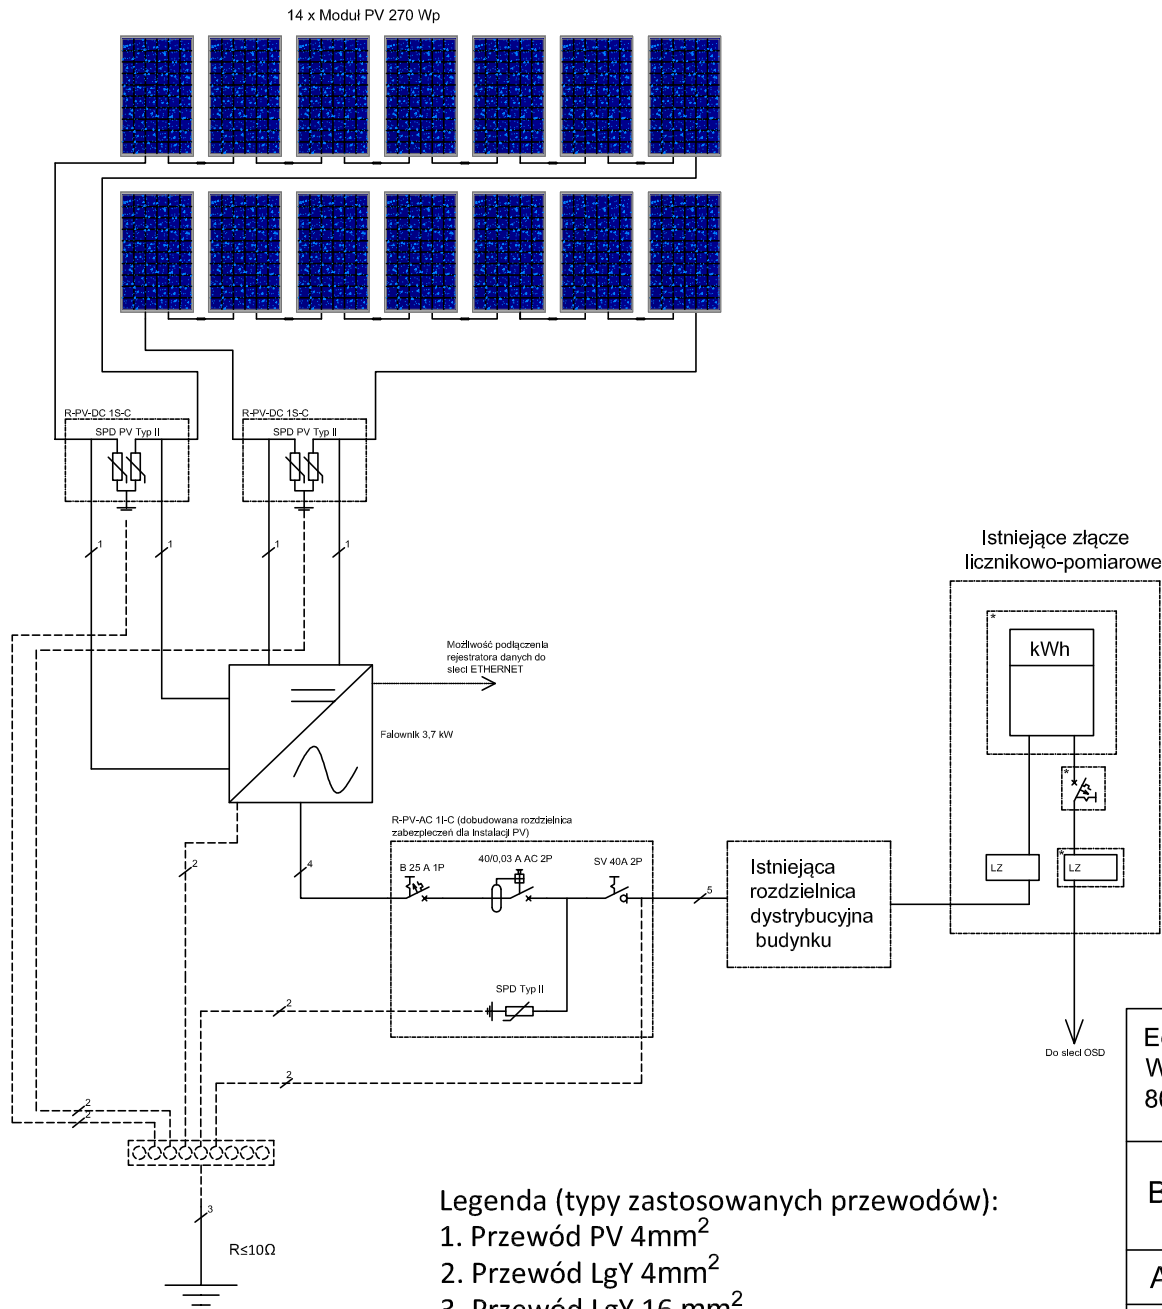 14 x Moduł PV 270 Wp
R-PV-DC 1S-C
SPD PV Typ II
R-PV-DC 1S-C
SPD PV Typ II
1
1
1
1
Istniejące złącze
licznikowo-pomiarowe
*
kWh
Możliwość podłączenia
rejestratora danych do
sieci ETHERNET
Falownik 3,7 kW
*
R-PV-AC 1I-C (dobudowana rozdzielnica
zabezpieczeń dla Instalacji PV)
B 25 A 1P
40/0,03 A AC 2P
SV 40A 2P
2
4
5
Istniejąca
rozdzielnica
dystrybucyjna
budynku
LZ
*
LZ
SPD Typ II
2
2
Do sieci OSD
2
2
3
R≤10Ω
Legenda (typy zastosowanych przewodów):
1. Przewód PV 4mm²
2. Przewód LgY 4mm²
3. Przewód LgY 16 mm²
W
B
A